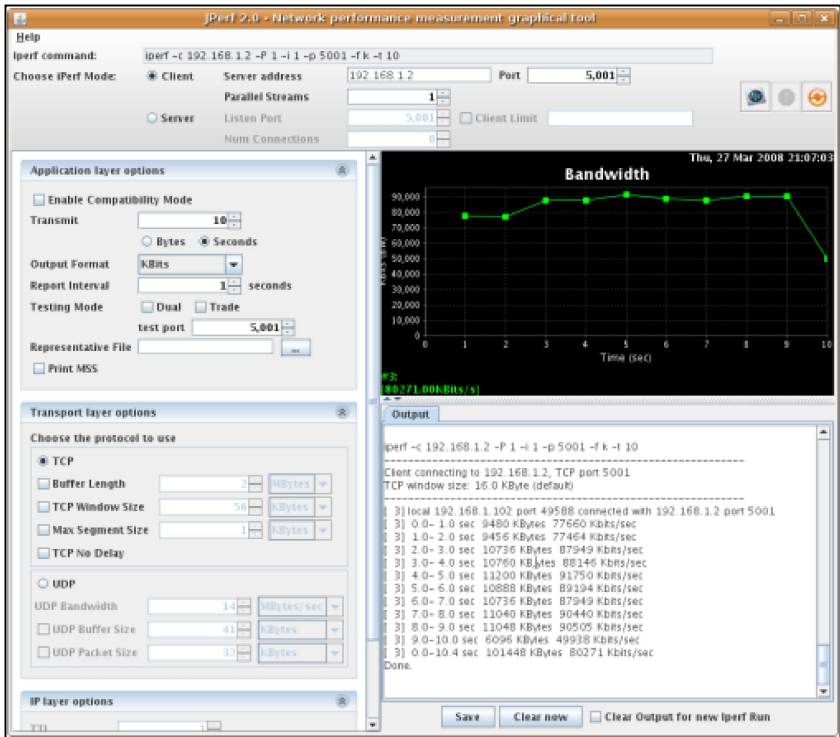 JPerf 2.0 - Network performance measurement graphical tool
Help
Iperf command: iperf -c 192.168.1.2 -P 1 -i 1 -p 5001 -f k -t 10
Choose iPerf Mode: Client Server address 192.168.1.2 Port 5,001
Parallel Streams 1
Server Listen Port 5,001 Client Limit
Num Connections 0
Application layer options
Enable Compatibility Mode
Transmit 10
Bytes Seconds
Output Format KBits
Report Interval 1 seconds
Testing Mode Dual Trade
test port 5,001
Representative File ...
Print MSS
Transport layer options
Choose the protocol to use
TCP
Buffer Length 2 MBytes
TCP Window Size 56 KBytes
Max Segment Size 1 KBytes
TCP No Delay
UDP
UDP Bandwidth 14 MBytes/sec
UDP Buffer Size 41 KBytes
UDP Packet Size 32 KBytes
IP layer options
TTL 1
Thu, 27 Mar 2008 21:07:03
Bandwidth
90,000
80,000
70,000
60,000
50,000
40,000
30,000
20,000
10,000
0
0 1 2 3 4 5 6 7 8 9 10
Time (sec)
#3:
[80271.00KBits/s]
Output
iperf -c 192.168.1.2 -P 1 -i 1 -p 5001 -f k -t 10
------------------------------------------------------------
Client connecting to 192.168.1.2, TCP port 5001
TCP window size: 16.0 KByte (default)
------------------------------------------------------------
[ 3] local 192.168.1.102 port 49588 connected with 192.168.1.2 port 5001
[ 3] 0.0- 1.0 sec 9480 KBytes 77660 Kbits/sec
[ 3] 1.0- 2.0 sec 9456 KBytes 77464 Kbits/sec
[ 3] 2.0- 3.0 sec 10736 KBytes 87949 Kbits/sec
[ 3] 3.0- 4.0 sec 10760 KBytes 88146 Kbits/sec
[ 3] 4.0- 5.0 sec 11200 KBytes 91750 Kbits/sec
[ 3] 5.0- 6.0 sec 10888 KBytes 89194 Kbits/sec
[ 3] 6.0- 7.0 sec 10736 KBytes 87949 Kbits/sec
[ 3] 7.0- 8.0 sec 11040 KBytes 90440 Kbits/sec
[ 3] 8.0- 9.0 sec 11048 KBytes 90505 Kbits/sec
[ 3] 9.0-10.0 sec 6096 KBytes 49938 Kbits/sec
[ 3] 0.0-10.4 sec 101448 KBytes 80271 Kbits/sec
Done.
Save Clear now Clear Output for new Iperf Run